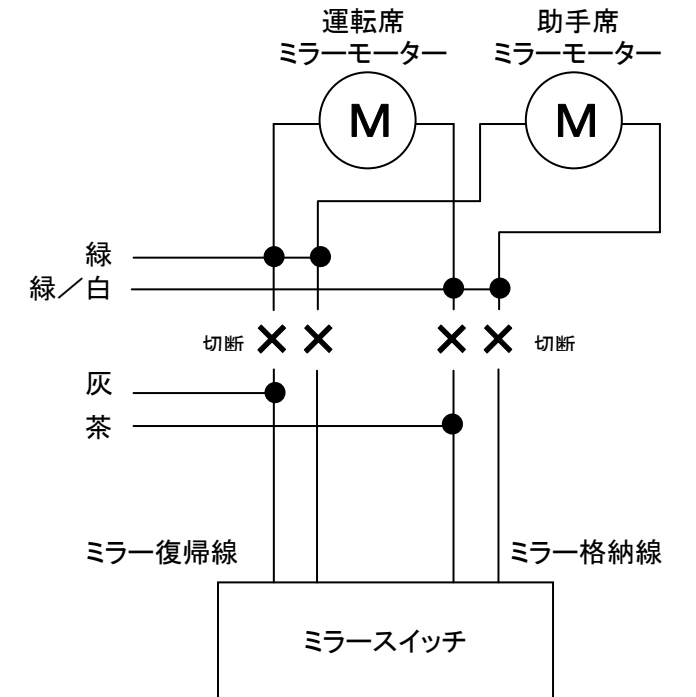 運転席
ミラーモーター
助手席
ミラーモーター
M
M
緑
緑／白
切断
切断
灰
茶
ミラー復帰線
ミラー格納線
ミラースイッチ